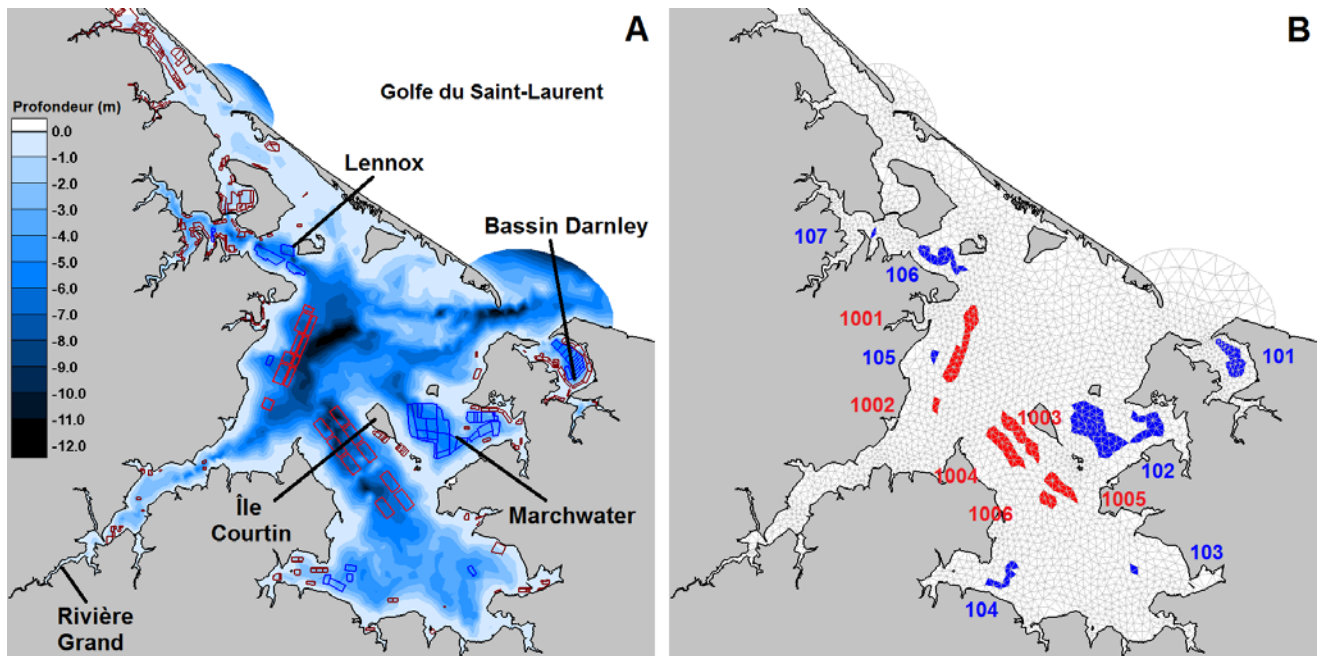 A
Golfe du Saint-Laurent
Profondeur (m)
0.0
-1.0
-2.0
-3.0
-4.0
-5.0
-6.0
-7.0
-8.0
-9.0
-10.0
-11.0
-12.0
Lennox
Bassin Darnley
Île
Courtin
Marchwater
Rivière
Grand
B
107
106
1001
105
101
1002
1003
1004
102
1005
1006
103
104